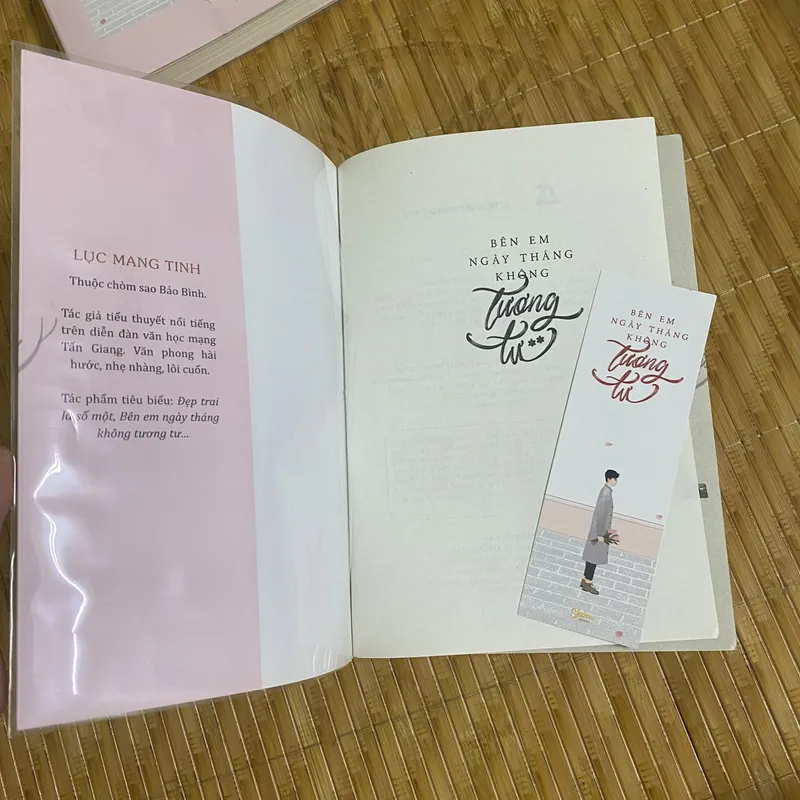 LỤC MANG TINH
Thuộc chòm sao Bảo Bình.
Tác giả tiểu thuyết nổi tiếng
trên diễn đàn văn học mạng
Tấn Giang. Văn phong hài
hước, nhẹ nhàng, lôi cuốn.
Tác phẩm tiêu biểu: Đẹp trai
là số một, Bên em ngày tháng
không tương tư...
BÊN EM
NGÀY THÁNG
KHÔNG
Tương
tư**
BÊN EM
NGÀY THÁNG
KHÔNG
Tương
tư